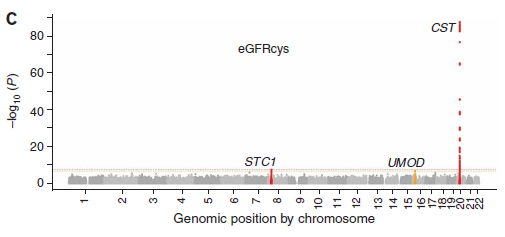 C
CST
eGFRcys
STC1
UMOD
80
60
40
20
0
–log10 (P)
1 2 3 4 5 6 7 8 9 10 11 12 13 14 15 16 17 18 19 20 21 22
Genomic position by chromosome